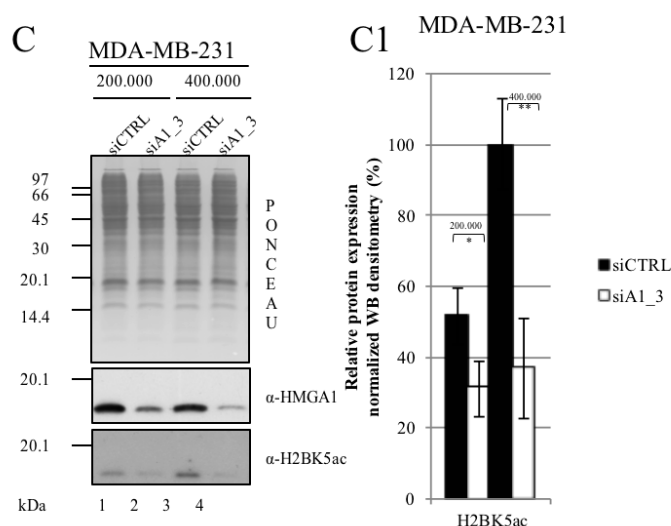 C
MDA-MB-231
200.000 400.000
siCTRL siA1_3 siCTRL siA1_3
97
66
45
30
20.1
14.4
PONCEAU
20.1
α-HMGA1
20.1
α-H2BK5ac
kDa 1 2 3 4
C1 MDA-MB-231
Relative protein expression
normalized WB densitometry (%)
120
100
80
60
40
20
0
200.000
*
400.000
**
siCTRL
siA1_3
H2BK5ac